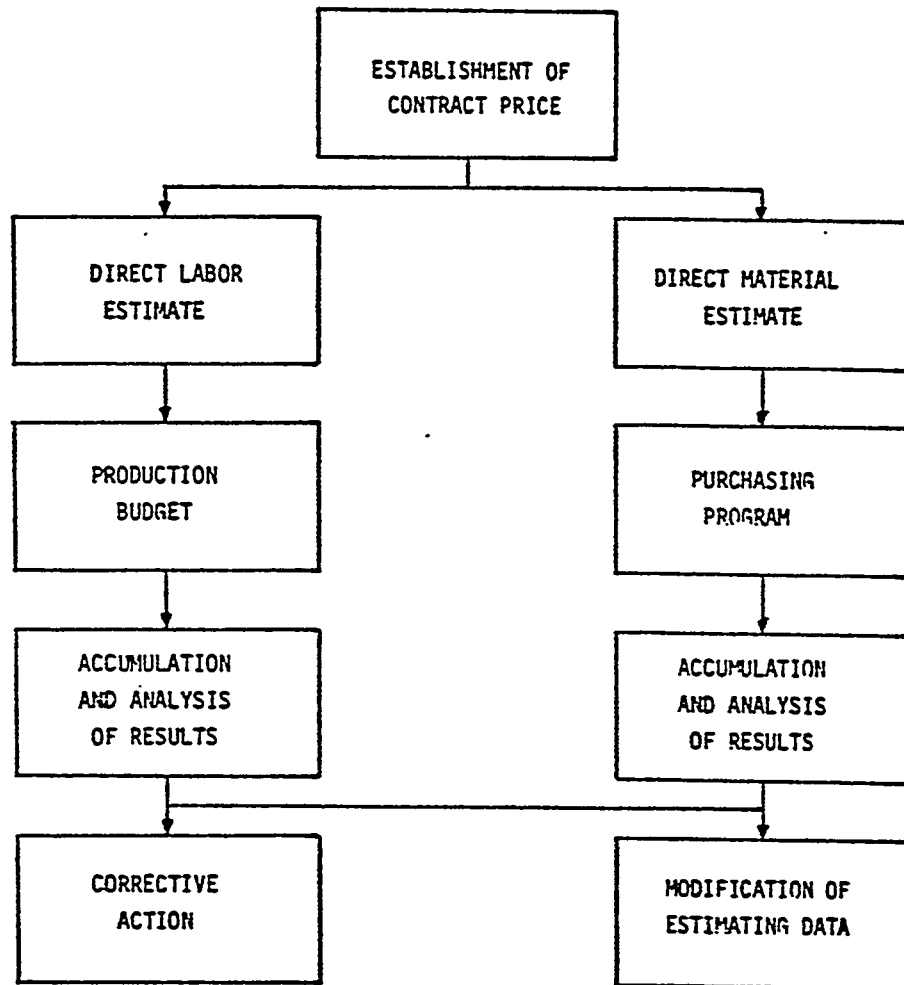 ESTABLISHMENT OF
CONTRACT PRICE
DIRECT LABOR
ESTIMATE
DIRECT MATERIAL
ESTIMATE
PRODUCTION
BUDGET
PURCHASING
PROGRAM
ACCUMULATION
AND ANALYSIS
OF RESULTS
ACCUMULATION
AND ANALYSIS
OF RESULTS
CORRECTIVE
ACTION
MODIFICATION OF
ESTIMATING DATA